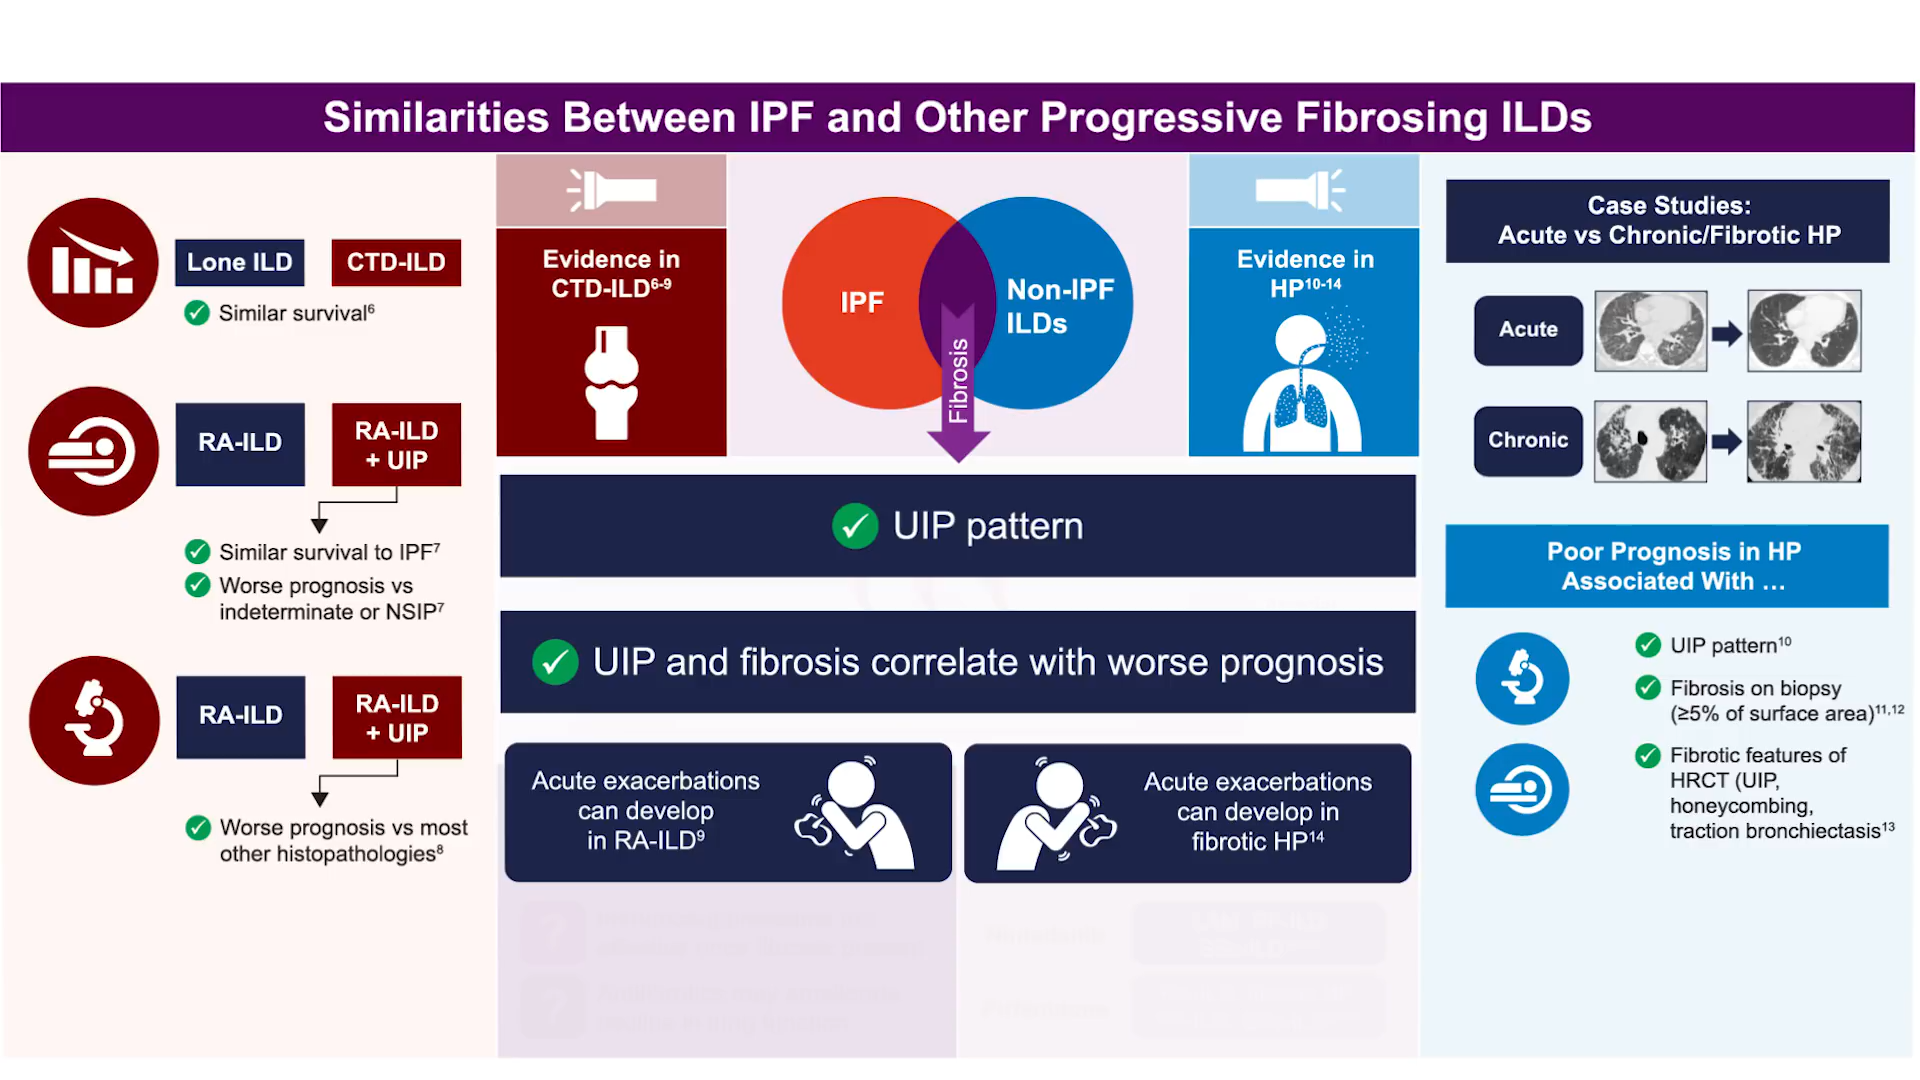 Similarities Between IPF and Other Progressive Fibrosing ILDs
Lone ILD
CTD-ILD
Similar survival⁶
RA-ILD
RA-ILD
+ UIP
Similar survival to IPF⁷
Worse prognosis vs
indeterminate or NSIP⁷
RA-ILD
RA-ILD
+ UIP
Worse prognosis vs most
other histopathologies⁸
Evidence in
CTD-ILD⁶⁻⁹
IPF
Non-IPF
ILDs
Fibrosis
Evidence in
HP¹⁰⁻¹⁴
UIP pattern
UIP and fibrosis correlate with worse prognosis
Acute exacerbations
can develop
in RA-ILD⁹
Acute exacerbations
can develop in
fibrotic HP¹⁴
Case Studies:
Acute vs Chronic/Fibrotic HP
Acute
Chronic
Poor Prognosis in HP
Associated With ...
UIP pattern¹⁰
Fibrosis on biopsy
(≥5% of surface area)¹¹,¹²
Fibrotic features of
HRCT (UIP,
honeycombing,
traction bronchiectasis¹³